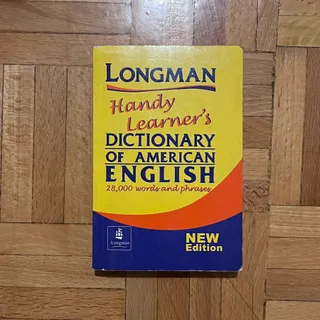 LONGMAN
Handy
Learner's
DICTIONARY
OF AMERICAN
ENGLISH
28,000 words and phrases
Longman
NEW
Edition